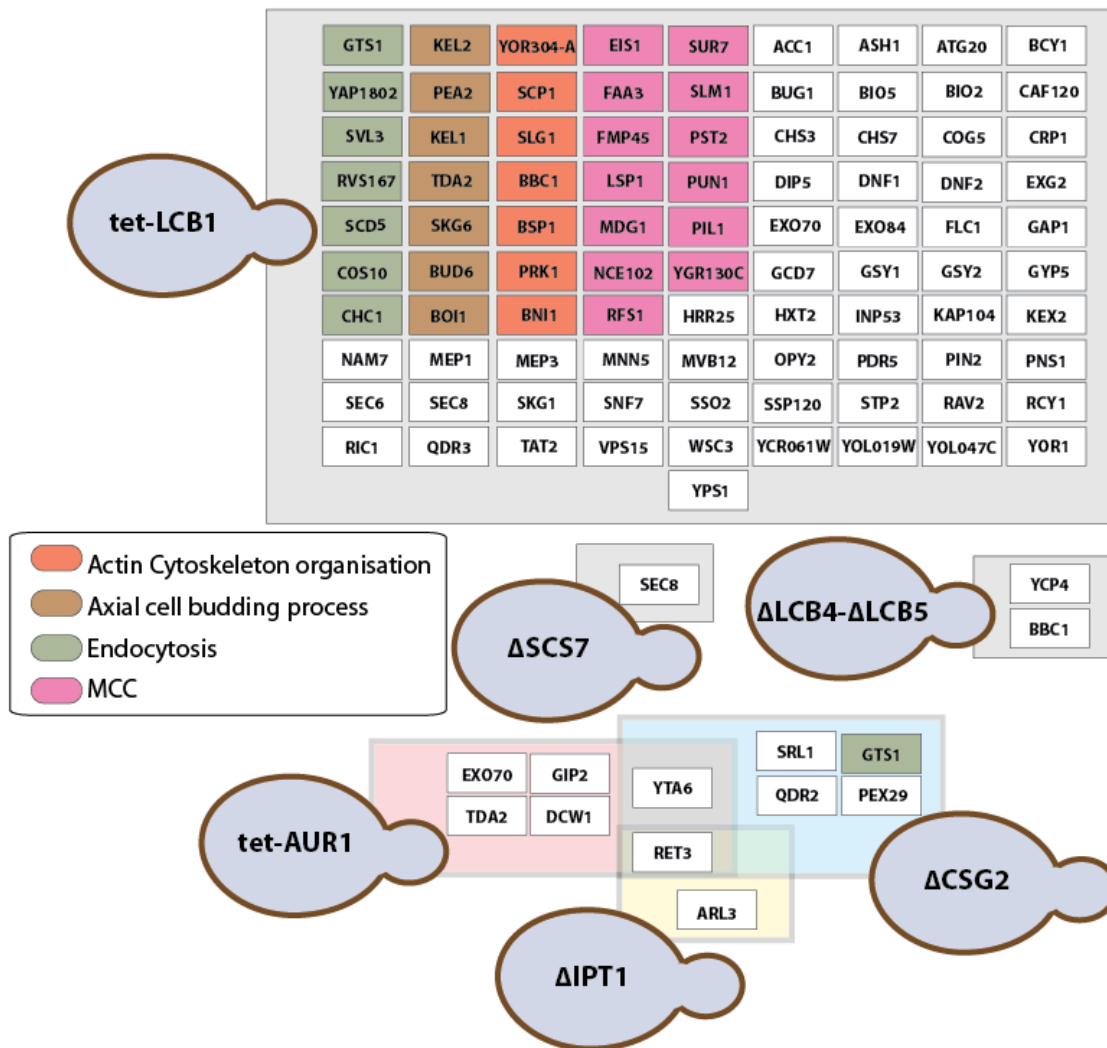 GTS1 KEL2 YOR304-A EIS1 SUR7 ACC1 ASH1 ATG20 BCY1
YAP1802 PEA2 SCP1 FAA3 SLM1 BUG1 BIO5 BIO2 CAF120
SVL3 KEL1 SLG1 FMP45 PST2 CHS3 CHS7 COG5 CRP1
RVS167 TDA2 BBC1 LSP1 PUN1 DIP5 DNF1 DNF2 EXG2
tet-LCB1
SCD5 SKG6 BSP1 MDG1 PIL1 EXO70 EXO84 FLC1 GAP1
COS10 BUD6 PRK1 NCE102 YGR130C GCD7 GSY1 GSY2 GYP5
CHC1 BOI1 BNI1 RFS1 HRR25 HXT2 INP53 KAP104 KEX2
NAM7 MEP1 MEP3 MNN5 MVB12 OPY2 PDR5 PIN2 PNS1
SEC6 SEC8 SKG1 SNF7 SSO2 SSP120 STP2 RAV2 RCY1
RIC1 QDR3 TAT2 VPS15 WSC3 YCR061W YOL019W YOL047C YOR1
YPS1
Actin Cytoskeleton organisation
Axial cell budding process
Endocytosis
MCC
SEC8
ΔSCS7
ΔLCB4-ΔLCB5
YCP4
BBC1
EXO70 GIP2
TDA2 DCW1
YTA6
SRL1 GTS1
QDR2 PEX29
tet-AUR1
RET3
ΔCSG2
ARL3
ΔIPT1